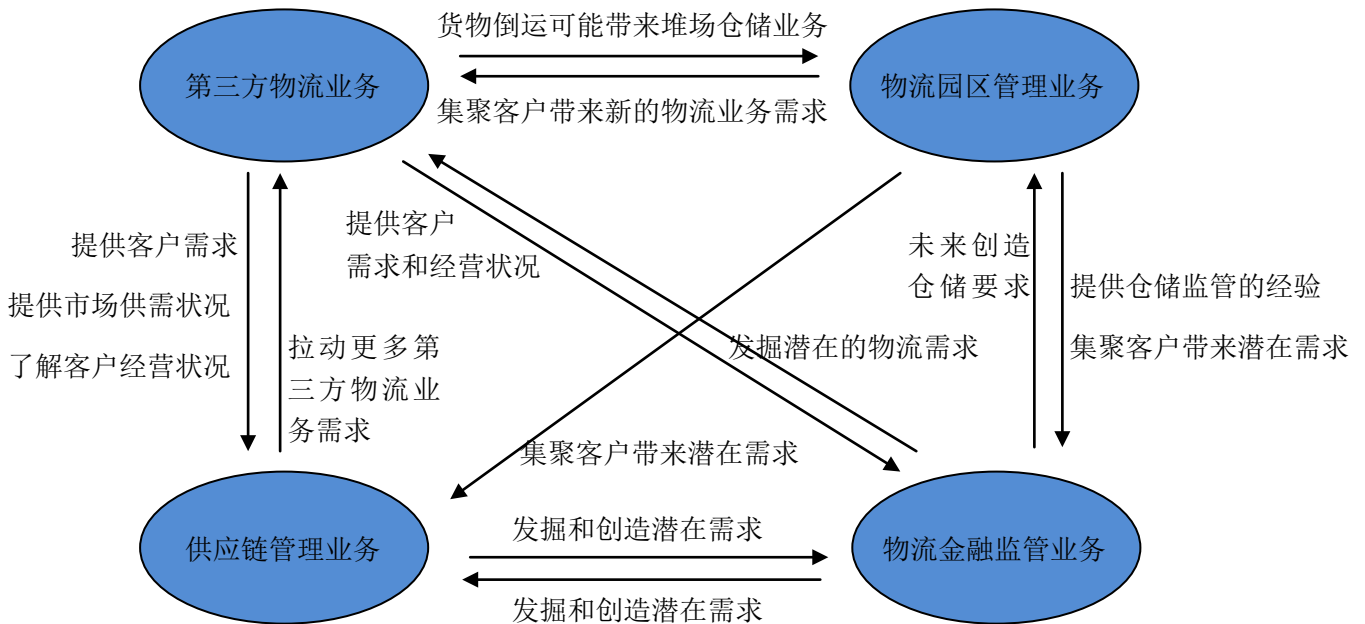 货物倒运可能带来堆场仓储业务
第三方物流业务
物流园区管理业务
集聚客户带来新的物流业务需求
提供客户需求
提供市场供需状况
了解客户经营状况
拉动更多第
三方物流业
务需求
提供客户
需求和经营状况
发掘潜在的物流需求
未来创造
仓储要求
提供仓储监管的经验
集聚客户带来潜在需求
集聚客户带来潜在需求
供应链管理业务
发掘和创造潜在需求
物流金融监管业务
发掘和创造潜在需求